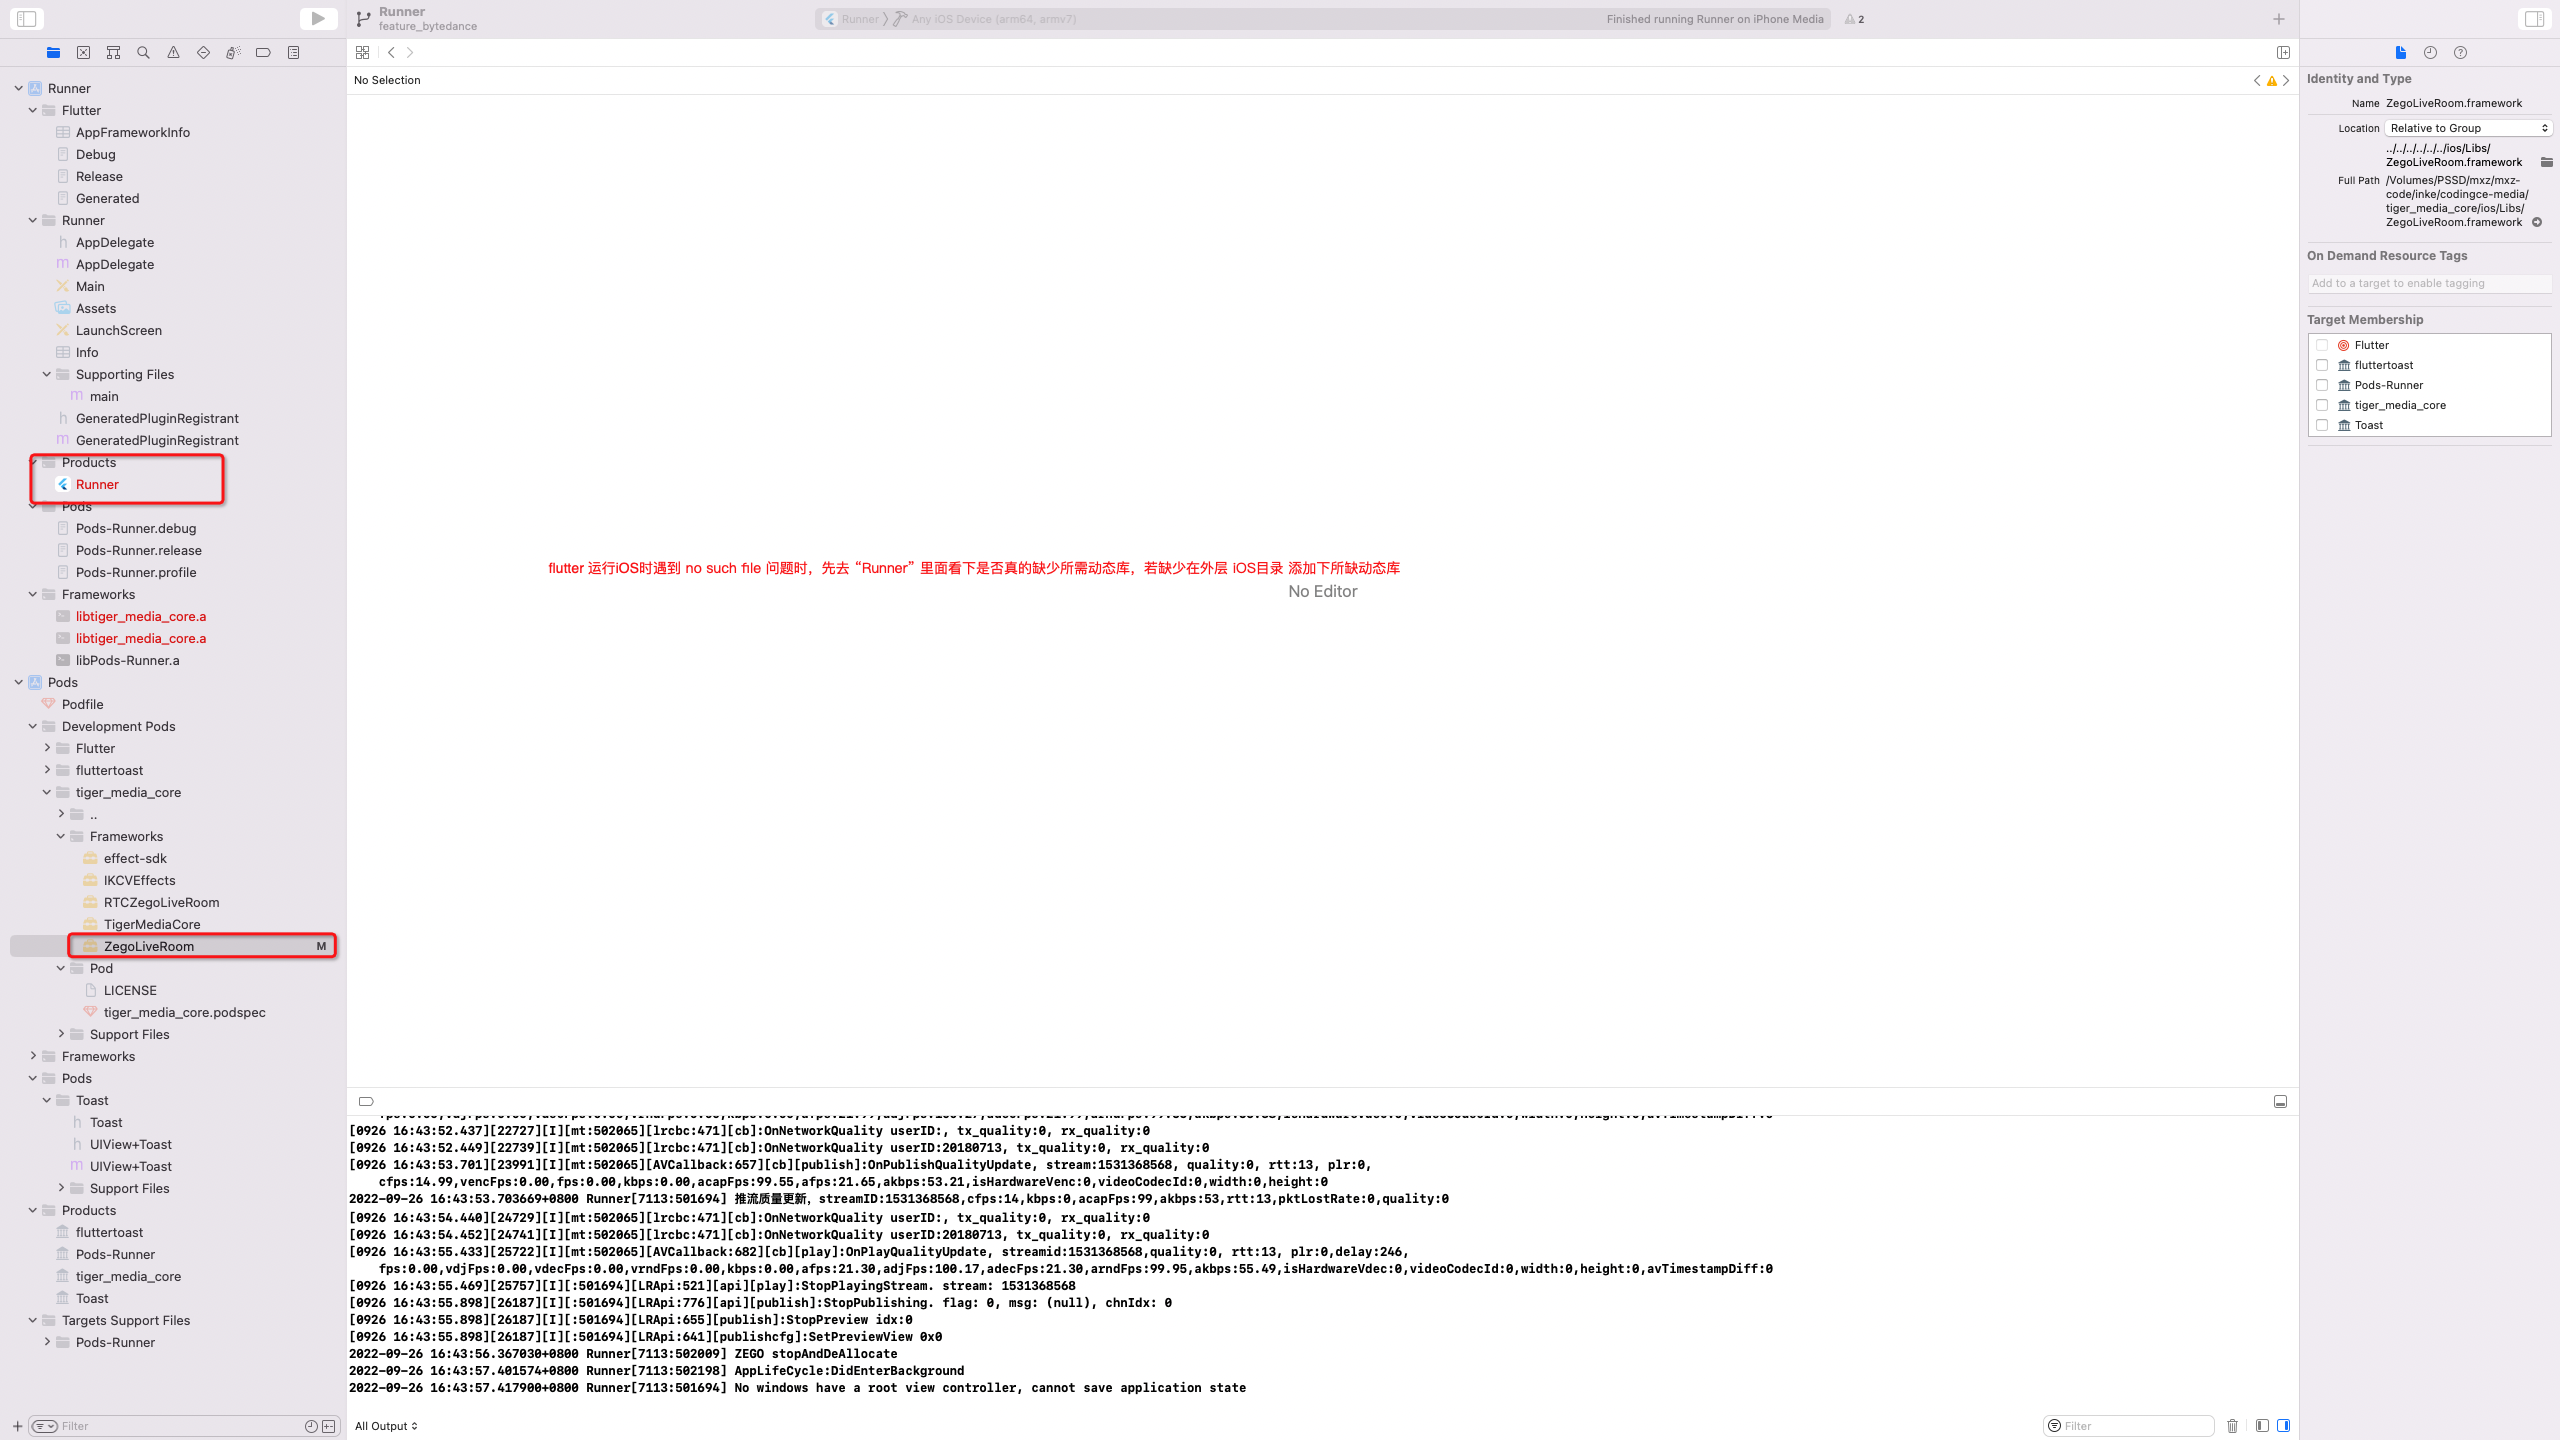 Runner
feature_bytedance
Runner
Any iOS Device (arm64, armv7)
Finished running Runner on iPhone Media
2
No Selection
Runner
Flutter
AppFrameworkInfo
Debug
Release
Generated
Runner
AppDelegate
AppDelegate
Main
Assets
LaunchScreen
Info
Supporting Files
main
GeneratedPluginRegistrant
GeneratedPluginRegistrant
Products
Runner
Pods
Pods-Runner.debug
Pods-Runner.release
Pods-Runner.profile
Frameworks
libtiger_media_core.a
libtiger_media_core.a
libPods-Runner.a
Pods
Podfile
Development Pods
Flutter
fluttertoast
tiger_media_core
..
Frameworks
effect-sdk
IKCVEffects
RTCZegoLiveRoom
TigerMediaCore
ZegoLiveRoom M
Pod
LICENSE
tiger_media_core.podspec
Support Files
Frameworks
Pods
Toast
Toast
UIView+Toast
UIView+Toast
Support Files
Products
fluttertoast
Pods-Runner
tiger_media_core
Toast
Targets Support Files
Pods-Runner
Filter
flutter 运行iOS时遇到 no such file 问题时，先去“Runner”里面看下是否真的缺少所需动态库，若缺少在外层 iOS目录 添加下所缺动态库
No Editor
[0926 16:43:52.437][22727][I][mt:502065][lrcbc:471][cb]:OnNetworkQuality userID:, tx_quality:0, rx_quality:0
[0926 16:43:52.449][22739][I][mt:502065][lrcbc:471][cb]:OnNetworkQuality userID:20180713, tx_quality:0, rx_quality:0
[0926 16:43:53.701][23991][I][mt:502065][AVCallback:657][cb][publish]:OnPublishQualityUpdate, stream:1531368568, quality:0, rtt:13, plr:0,
cfps:14.99,vencFps:0.00,fps:0.00,kbps:0.00,acapFps:99.55,afps:21.65,akbps:53.21,isHardwareVenc:0,videoCodecId:0,width:0,height:0
2022-09-26 16:43:53.703669+0800 Runner[7113:501694] 推流质量更新，streamID:1531368568,cfps:14,kbps:0,acapFps:99,akbps:53,rtt:13,pktLostRate:0,quality:0
[0926 16:43:54.440][24729][I][mt:502065][lrcbc:471][cb]:OnNetworkQuality userID:, tx_quality:0, rx_quality:0
[0926 16:43:54.452][24741][I][mt:502065][lrcbc:471][cb]:OnNetworkQuality userID:20180713, tx_quality:0, rx_quality:0
[0926 16:43:55.433][25722][I][mt:502065][AVCallback:682][cb][play]:OnPlayQualityUpdate, streamid:1531368568,quality:0, rtt:13, plr:0,delay:246,
fps:0.00,vdjFps:0.00,vdecFps:0.00,vrndFps:0.00,kbps:0.00,afps:21.30,adjFps:100.17,adecFps:21.30,arndFps:99.95,akbps:55.49,isHardwareVdec:0,videoCodecId:0,width:0,height:0,avTimestampDiff:0
[0926 16:43:55.469][25757][I][:501694][LRApi:521][api][play]:StopPlayingStream. stream: 1531368568
[0926 16:43:55.898][26187][I][:501694][LRApi:776][api][publish]:StopPublishing. flag: 0, msg: (null), chnIdx: 0
[0926 16:43:55.898][26187][I][:501694][LRApi:655][publish]:StopPreview idx:0
[0926 16:43:55.898][26187][I][:501694][LRApi:641][publishcfg]:SetPreviewView 0x0
2022-09-26 16:43:56.367030+0800 Runner[7113:502009] ZEGO stopAndDeAllocate
2022-09-26 16:43:57.401574+0800 Runner[7113:502198] AppLifeCycle:DidEnterBackground
2022-09-26 16:43:57.417900+0800 Runner[7113:501694] No windows have a root view controller, cannot save application state
All Output
Filter
Identity and Type
Name ZegoLiveRoom.framework
Location Relative to Group
../../../../../../ios/Libs/
ZegoLiveRoom.framework
Full Path /Volumes/PSSD/mxz/mxz-
code/inke/codingce-media/
tiger_media_core/ios/Libs/
ZegoLiveRoom.framework
On Demand Resource Tags
Add to a target to enable tagging
Target Membership
Flutter
fluttertoast
Pods-Runner
tiger_media_core
Toast